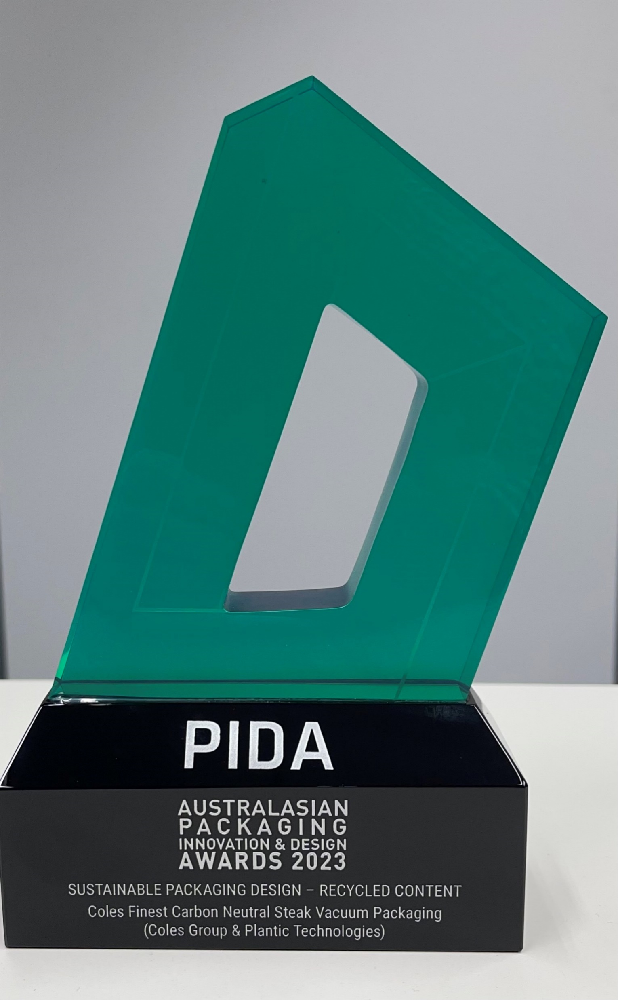 PIDA
AUSTRALASIAN
PACKAGING
INNOVATION & DESIGN
AWARDS 2023
SUSTAINABLE PACKAGING DESIGN – RECYCLED CONTENT
Coles Finest Carbon Neutral Steak Vacuum Packaging
(Coles Group & Plantic Technologies)